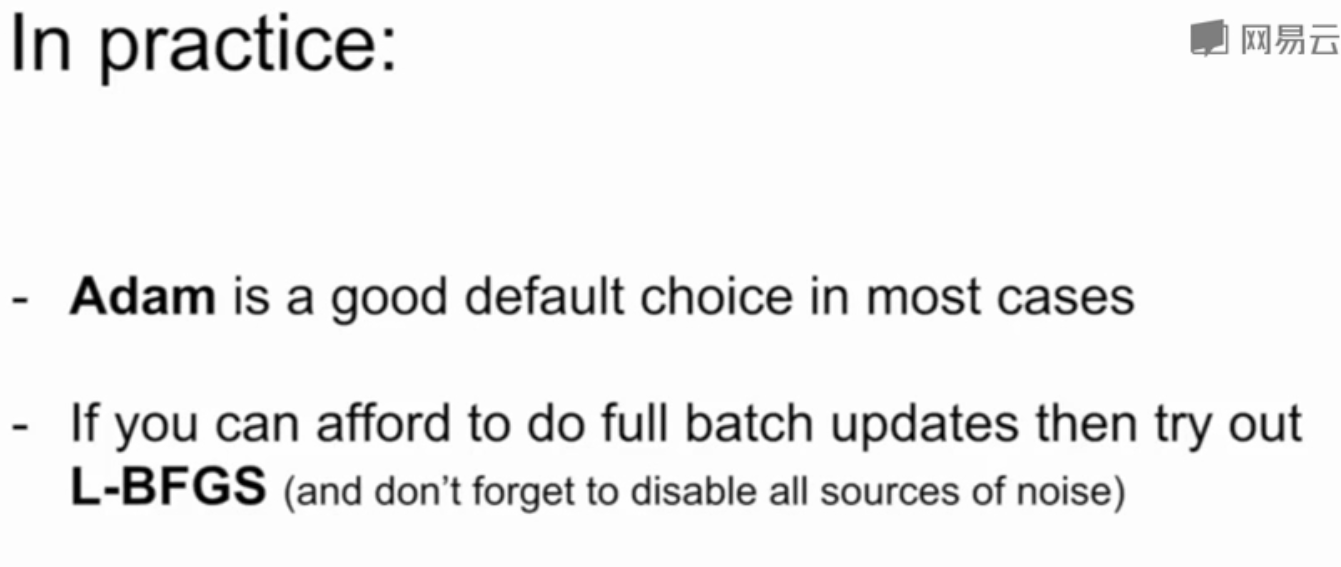 In practice:
网易云
- Adam is a good default choice in most cases
- If you can afford to do full batch updates then try out
L-BFGS (and don't forget to disable all sources of noise)